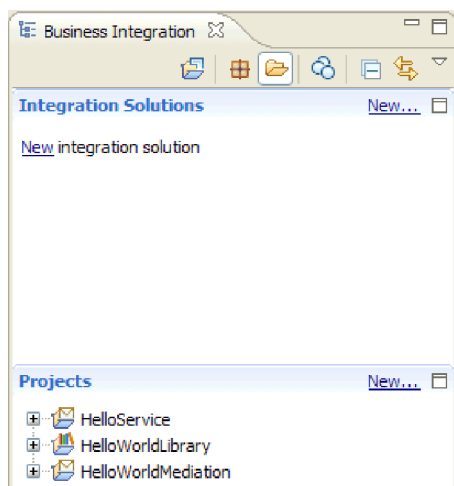 Business Integration
Integration Solutions New...
New integration solution
Projects New...
HelloService
HelloWorldLibrary
HelloWorldMediation